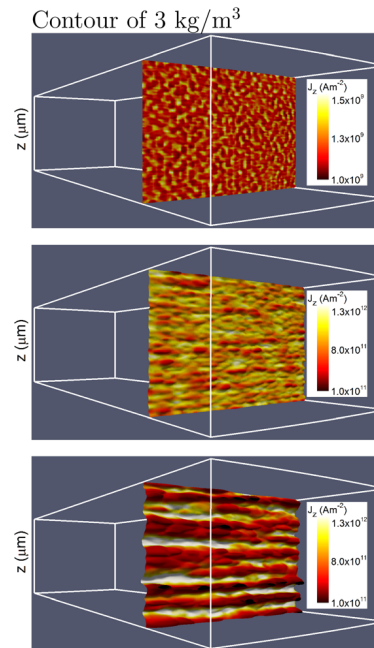 Contour of 3 kg/m³
z (μm)
J_z (Am⁻²)
1.5x10⁹
1.3x10⁹
1.0x10⁹
z (μm)
J_z (Am⁻²)
1.3x10¹²
8.0x10¹¹
1.0x10¹¹
z (μm)
J_z (Am⁻²)
1.3x10¹²
8.0x10¹¹
1.0x10¹¹